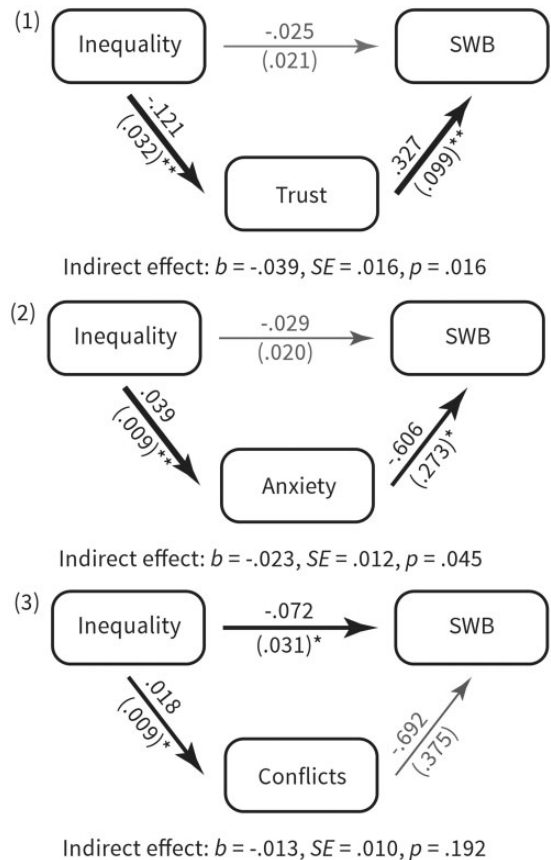 (1)
Inequality
-.025
(.021)
SWB
-.121
(.032)**
.327
(.099)**
Trust
Indirect effect: b = -.039, SE = .016, p = .016
(2)
Inequality
-.029
(.020)
SWB
.039
(.009)**
-.606
(.273)*
Anxiety
Indirect effect: b = -.023, SE = .012, p = .045
(3)
Inequality
-.072
(.031)*
SWB
.018
(.009)*
-.692
(.375)
Conflicts
Indirect effect: b = -.013, SE = .010, p = .192